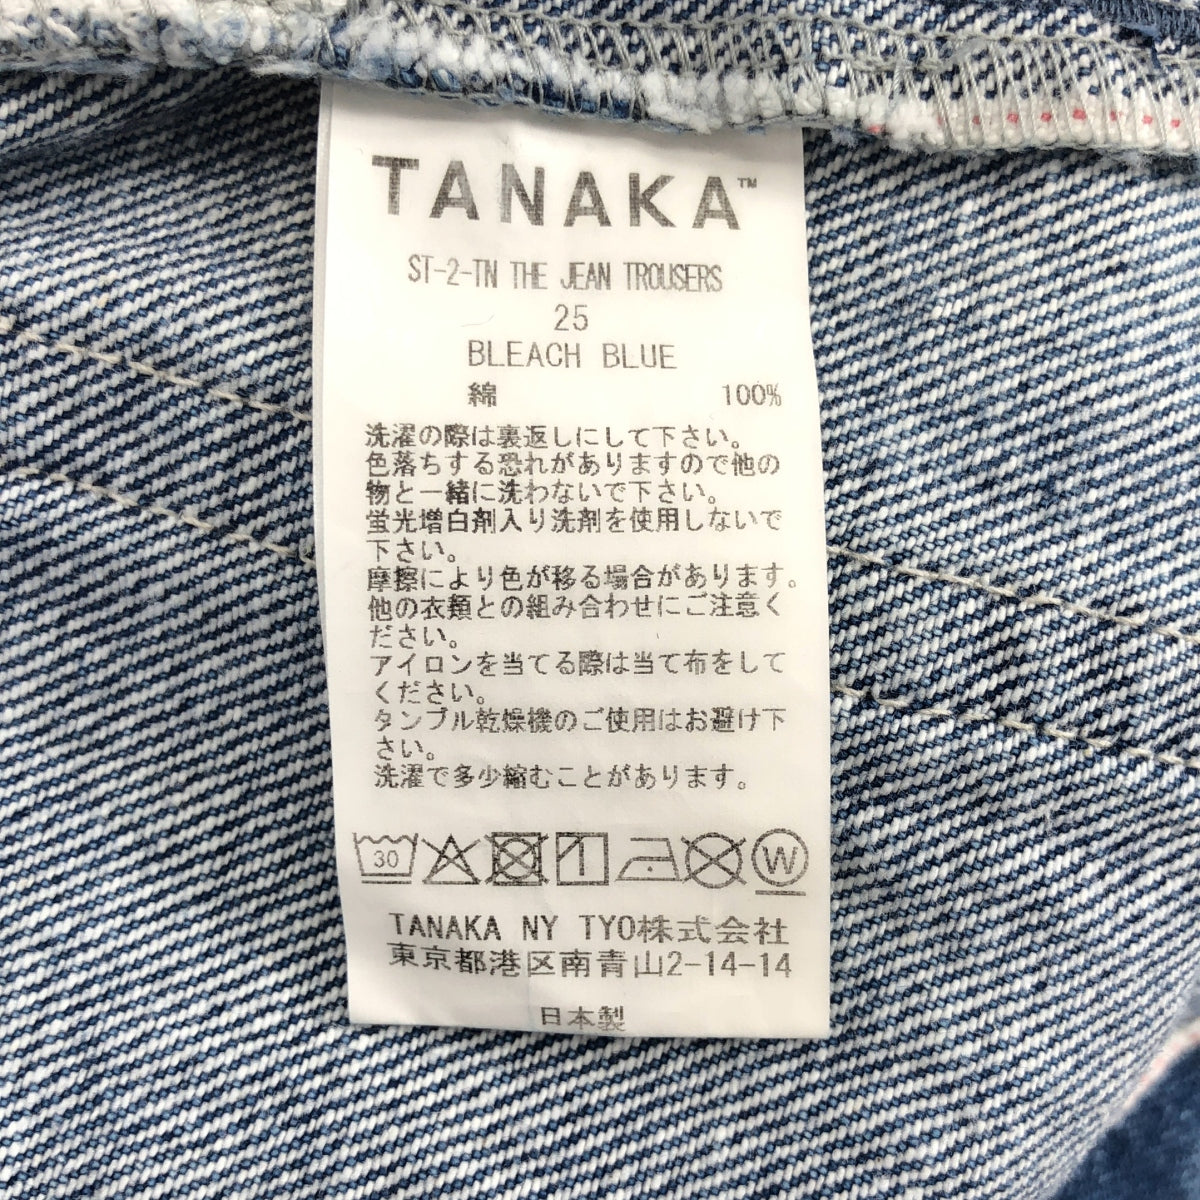 TANAKA™
ST-2-TN THE JEAN TROUSERS
25
BLEACH BLUE
綿 100%
洗濯の際は裏返しにして下さい。
色落ちする恐れがありますので他の
物と一緒に洗わないで下さい。
蛍光増白剤入り洗剤を使用しないで
下さい。
摩擦により色が移る場合があります。
他の衣類との組み合わせにご注意く
ださい。
アイロンを当てる際は当て布をして
ください。
タンブル乾燥機のご使用はお避け下
さい。
洗濯で多少縮むことがあります。
30 W
TANAKA NY TYO株式会社
東京都港区南青山2-14-14
日本製